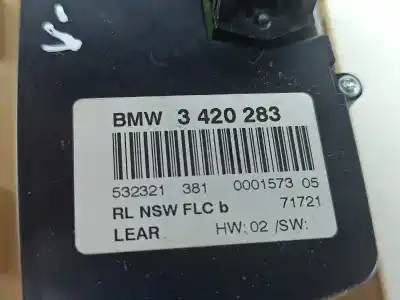 BMW 3 420 283
532321 381 0001573 05
RL NSW FLC b 71721
LEAR HW: 02 /SW: